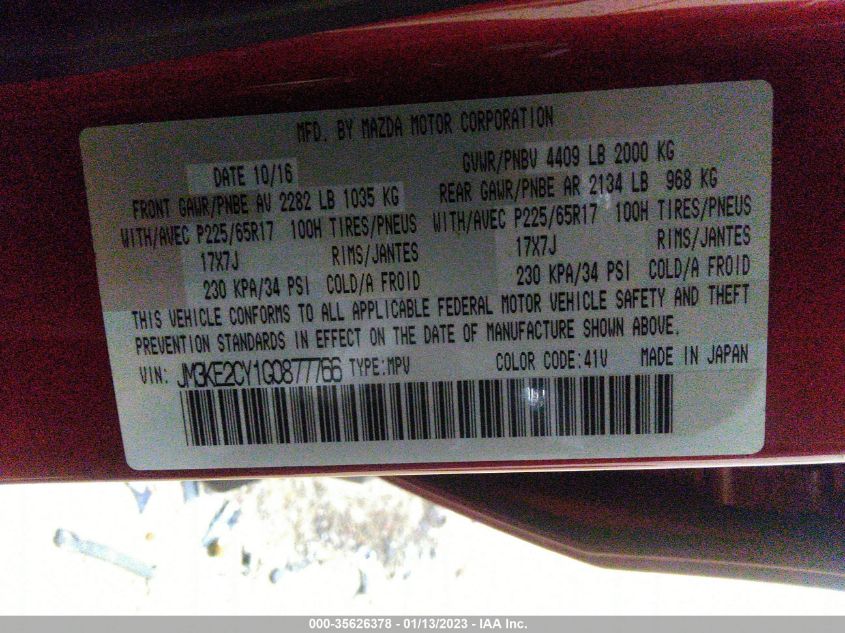 MFD. BY MAZDA MOTOR CORPORATION
DATE 10/16 GVWR/PNBV 4409 LB 2000 KG
FRONT GAWR/PNBE AV 2282 LB 1035 KG REAR GAWR/PNBE AR 2134 LB 968 KG
WITH/AVEC P225/65R17 100H TIRES/PNEUS WITH/AVEC P225/65R17 100H TIRES/PNEUS
17X7J RIMS/JANTES 17X7J RIMS/JANTES
230 KPA/34 PSI COLD/A FROID 230 KPA/34 PSI COLD/A FROID
THIS VEHICLE CONFORMS TO ALL APPLICABLE FEDERAL MOTOR VEHICLE SAFETY AND THEFT
PREVENTION STANDARDS IN EFFECT ON THE DATE OF MANUFACTURE SHOWN ABOVE.
VIN: JM3KE2CY1G0877766 TYPE:MPV COLOR CODE:41V MADE IN JAPAN
000-35626378 - 01/13/2023 - IAA Inc.